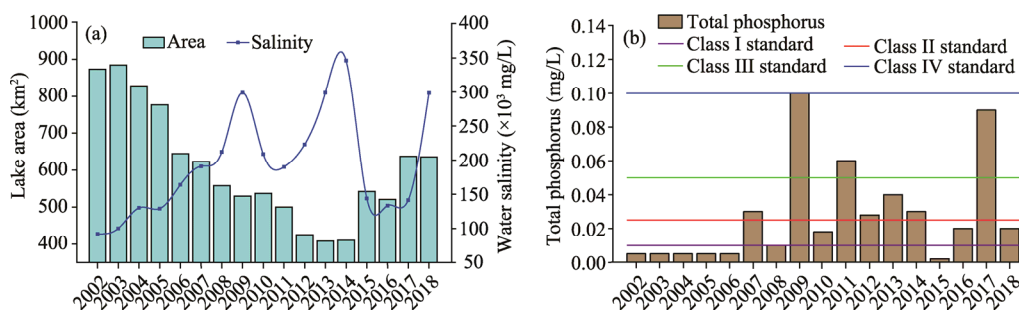 (a)
Area
Salinity
Lake area (km²)
1000
900
800
700
600
500
400
Water salinity (×10³ mg/L)
400
350
300
250
200
150
100
50
2002 2003 2004 2005 2006 2007 2008 2009 2010 2011 2012 2013 2014 2015 2016 2017 2018
(b)
Total phosphorus
Class I standard
Class II standard
Class III standard
Class IV standard
Total phosphorus (mg/L)
0.14
0.12
0.10
0.08
0.06
0.04
0.02
0.00
2002 2003 2004 2005 2006 2007 2008 2009 2010 2011 2012 2013 2014 2015 2016 2017 2018